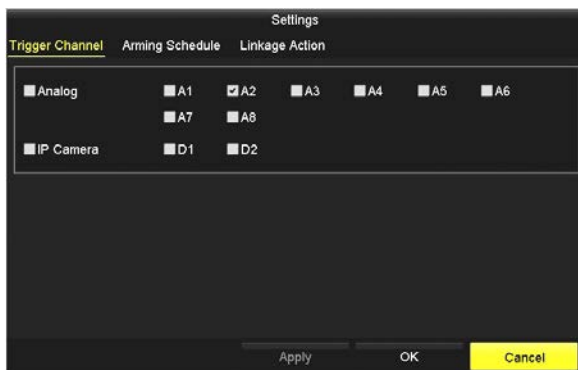 Settings
Trigger Channel Arming Schedule Linkage Action
Analog A1 A2 A3 A4 A5 A6
A7 A8
IP Camera D1 D2
Apply OK Cancel